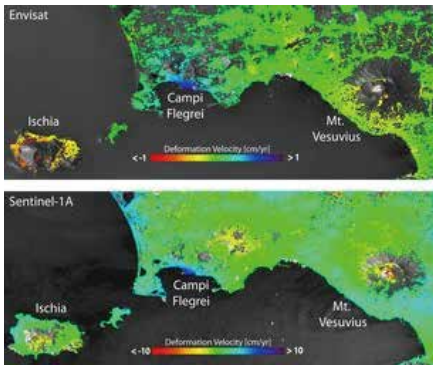 Envisat
Ischia
Campi
Flegrei
Mt.
Vesuvius
Deformation Velocity [cm/yr]
< -1
> 1
Sentinel-1A
Ischia
Campi
Flegrei
Mt.
Vesuvius
Deformation Velocity [cm/yr]
< -10
> 10